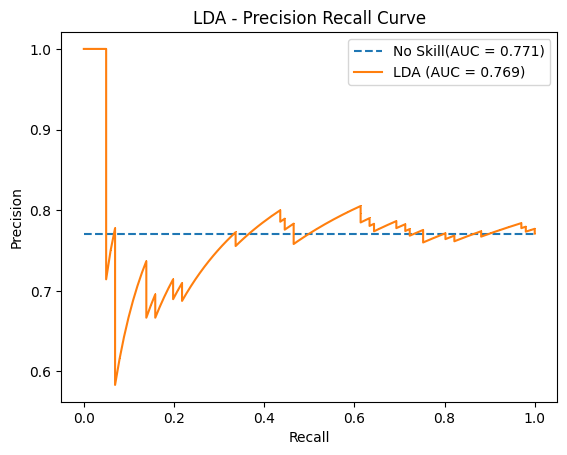 LDA - Precision Recall Curve
No Skill(AUC = 0.771)
LDA (AUC = 0.769)
Precision
1.0
0.9
0.8
0.7
0.6
0.0 0.2 0.4 0.6 0.8 1.0
Recall